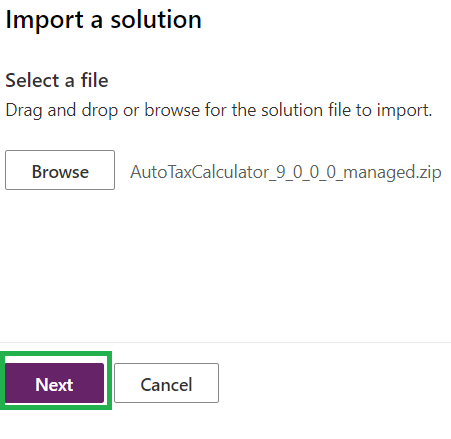 Import a solution
Select a file
Drag and drop or browse for the solution file to import.
Browse AutoTaxCalculator_9_0_0_0_managed.zip
Next Cancel